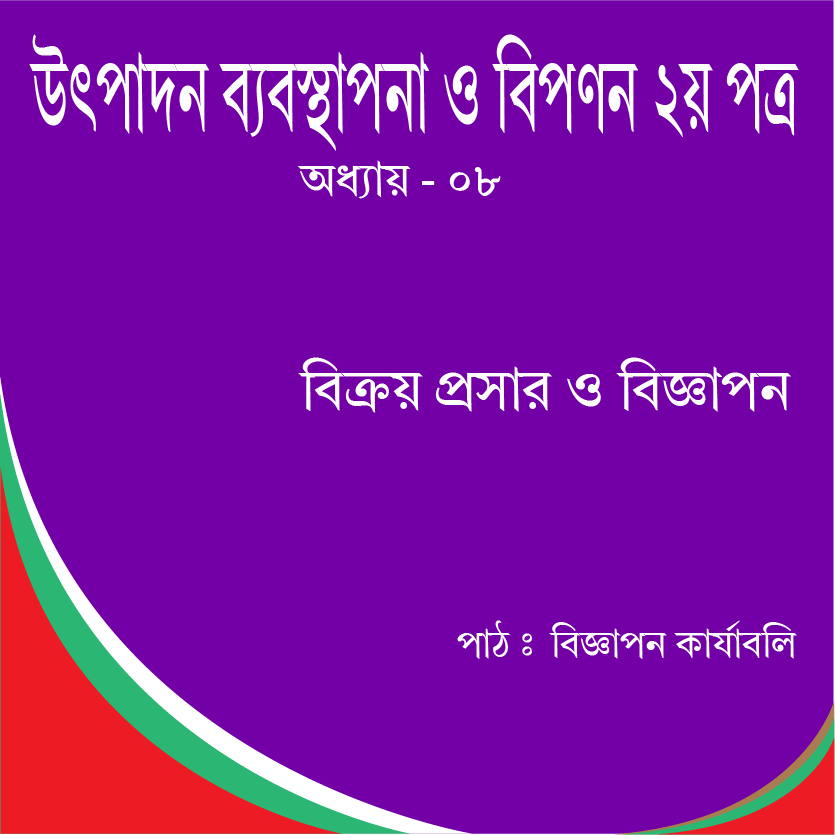 উৎপাদন ব্যবস্থাপনা ও বিপণন ২য় পত্র
অধ্যায় - ০৮
বিক্রয় প্রসার ও বিজ্ঞাপন
পাঠ ঃ বিজ্ঞাপন কার্যাবলি